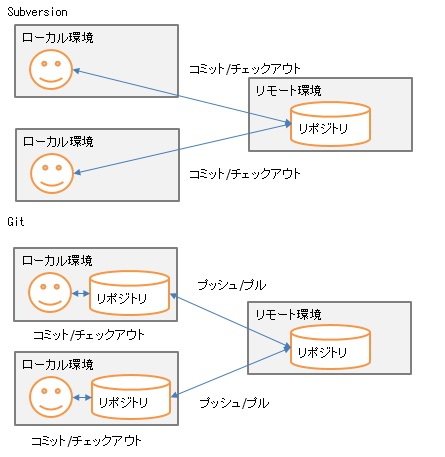 Subversion
ローカル環境
コミット/チェックアウト
リモート環境
リポジトリ
ローカル環境
コミット/チェックアウト
Git
ローカル環境
リポジトリ
プッシュ/プル
コミット/チェックアウト
リモート環境
リポジトリ
ローカル環境
リポジトリ
プッシュ/プル
コミット/チェックアウト